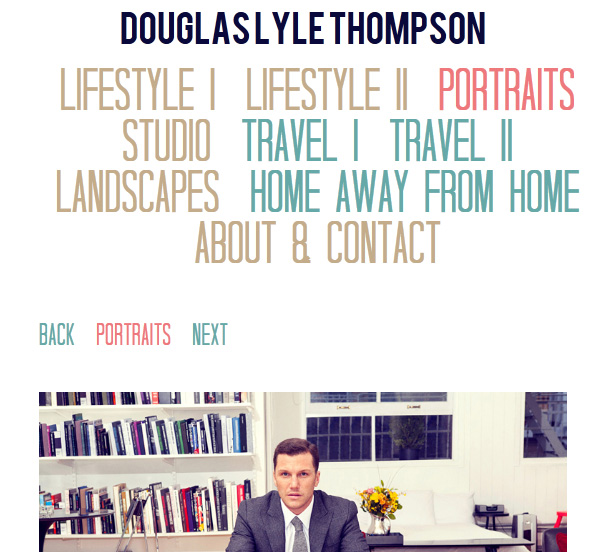 DOUGLAS LYLE THOMPSON
LIFESTYLE I LIFESTYLE II PORTRAITS
STUDIO TRAVEL I TRAVEL II
LANDSCAPES HOME AWAY FROM HOME
ABOUT & CONTACT
BACK PORTRAITS NEXT